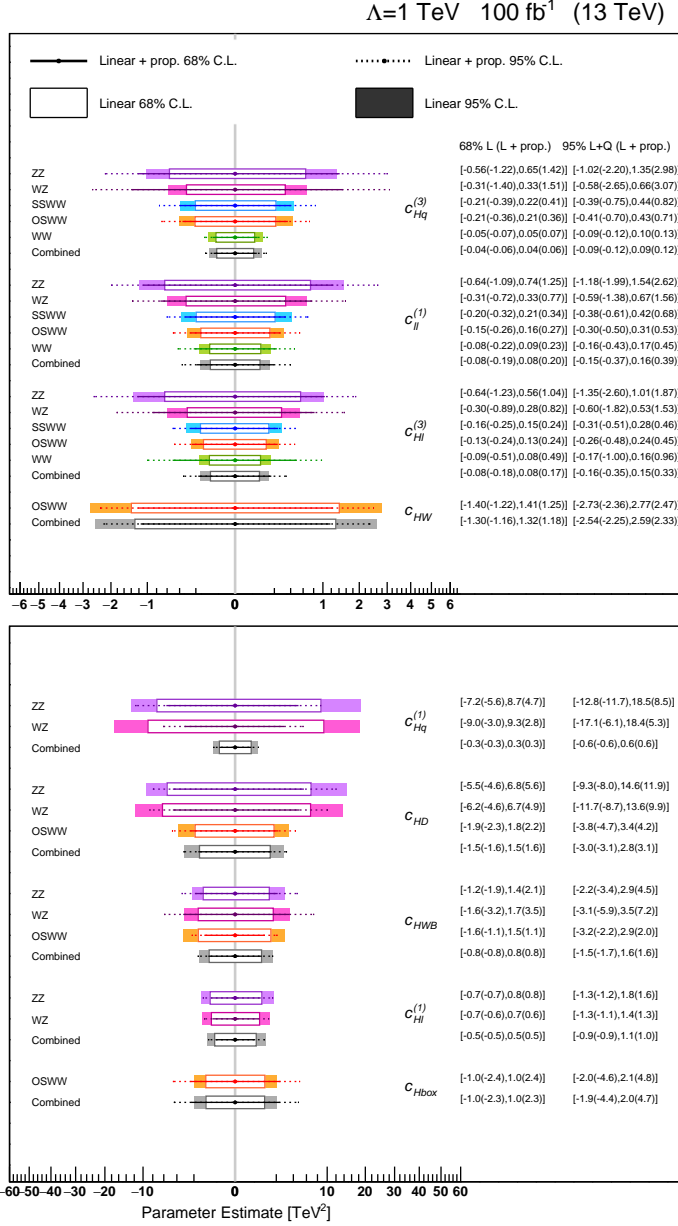 Λ=1 TeV 100 fb⁻¹ (13 TeV)
Linear + prop. 68% C.L. Linear + prop. 95% C.L.
Linear 68% C.L. Linear 95% C.L.
68% L (L + prop.) 95% L+Q (L + prop.)
ZZ [-0.56(-1.22),0.65(1.42)] [-1.02(-2.20),1.35(2.98)]
WZ [-0.31(-1.40),0.33(1.51)] [-0.58(-2.65),0.66(3.07)]
SSWW c_{Hq}^{(3)} [-0.21(-0.39),0.22(0.41)] [-0.39(-0.75),0.44(0.82)]
OSWW [-0.21(-0.36),0.21(0.36)] [-0.41(-0.70),0.43(0.71)]
WW [-0.05(-0.07),0.05(0.07)] [-0.09(-0.12),0.10(0.13)]
Combined [-0.04(-0.06),0.04(0.06)] [-0.09(-0.12),0.09(0.12)]
ZZ [-0.64(-1.09),0.74(1.25)] [-1.18(-1.99),1.54(2.62)]
WZ [-0.31(-0.72),0.33(0.77)] [-0.59(-1.38),0.67(1.56)]
SSWW c_{ll}^{(1)} [-0.20(-0.32),0.21(0.34)] [-0.38(-0.61),0.42(0.68)]
OSWW [-0.15(-0.26),0.16(0.27)] [-0.30(-0.50),0.31(0.53)]
WW [-0.08(-0.22),0.09(0.23)] [-0.16(-0.43),0.17(0.45)]
Combined [-0.08(-0.19),0.08(0.20)] [-0.15(-0.37),0.16(0.39)]
ZZ [-0.64(-1.23),0.56(1.04)] [-1.35(-2.60),1.01(1.87)]
WZ [-0.30(-0.89),0.28(0.82)] [-0.60(-1.82),0.53(1.53)]
SSWW c_{Hl}^{(3)} [-0.16(-0.25),0.15(0.24)] [-0.31(-0.51),0.28(0.46)]
OSWW [-0.13(-0.24),0.13(0.24)] [-0.26(-0.48),0.24(0.45)]
WW [-0.09(-0.51),0.08(0.49)] [-0.17(-1.00),0.16(0.96)]
Combined [-0.08(-0.18),0.08(0.17)] [-0.16(-0.35),0.15(0.33)]
OSWW c_{HW} [-1.40(-1.22),1.41(1.25)] [-2.73(-2.36),2.77(2.47)]
Combined [-1.30(-1.16),1.32(1.18)] [-2.54(-2.25),2.59(2.33)]
−6 −5 −4 −3 −2 −1 0 1 2 3 4 5 6
ZZ [-7.2(-5.6),8.7(4.7)] [-12.8(-11.7),18.5(8.5)]
WZ c_{Hq}^{(1)} [-9.0(-3.0),9.3(2.8)] [-17.1(-6.1),18.4(5.3)]
Combined [-0.3(-0.3),0.3(0.3)] [-0.6(-0.6),0.6(0.6)]
ZZ [-5.5(-4.6),6.8(5.6)] [-9.3(-8.0),14.6(11.9)]
WZ c_{HD} [-6.2(-4.6),6.7(4.9)] [-11.7(-8.7),13.6(9.9)]
OSWW [-1.9(-2.3),1.8(2.2)] [-3.8(-4.7),3.4(4.2)]
Combined [-1.5(-1.6),1.5(1.6)] [-3.0(-3.1),2.8(3.1)]
ZZ [-1.2(-1.9),1.4(2.1)] [-2.2(-3.4),2.9(4.5)]
WZ c_{HWB} [-1.6(-3.2),1.7(3.5)] [-3.1(-5.9),3.5(7.2)]
OSWW [-1.6(-1.1),1.5(1.1)] [-3.2(-2.2),2.9(2.0)]
Combined [-0.8(-0.8),0.8(0.8)] [-1.5(-1.7),1.6(1.6)]
ZZ [-0.7(-0.7),0.8(0.8)] [-1.3(-1.2),1.8(1.6)]
WZ c_{Hl}^{(1)} [-0.7(-0.6),0.7(0.6)] [-1.3(-1.1),1.4(1.3)]
Combined [-0.5(-0.5),0.5(0.5)] [-0.9(-0.9),1.1(1.0)]
OSWW c_{Hbox} [-1.0(-2.4),1.0(2.4)] [-2.0(-4.6),2.1(4.8)]
Combined [-1.0(-2.3),1.0(2.3)] [-1.9(-4.4),2.0(4.7)]
−60 −50 −40 −30 −20 −10 0 10 20 30 40 50 60
Parameter Estimate [TeV²]